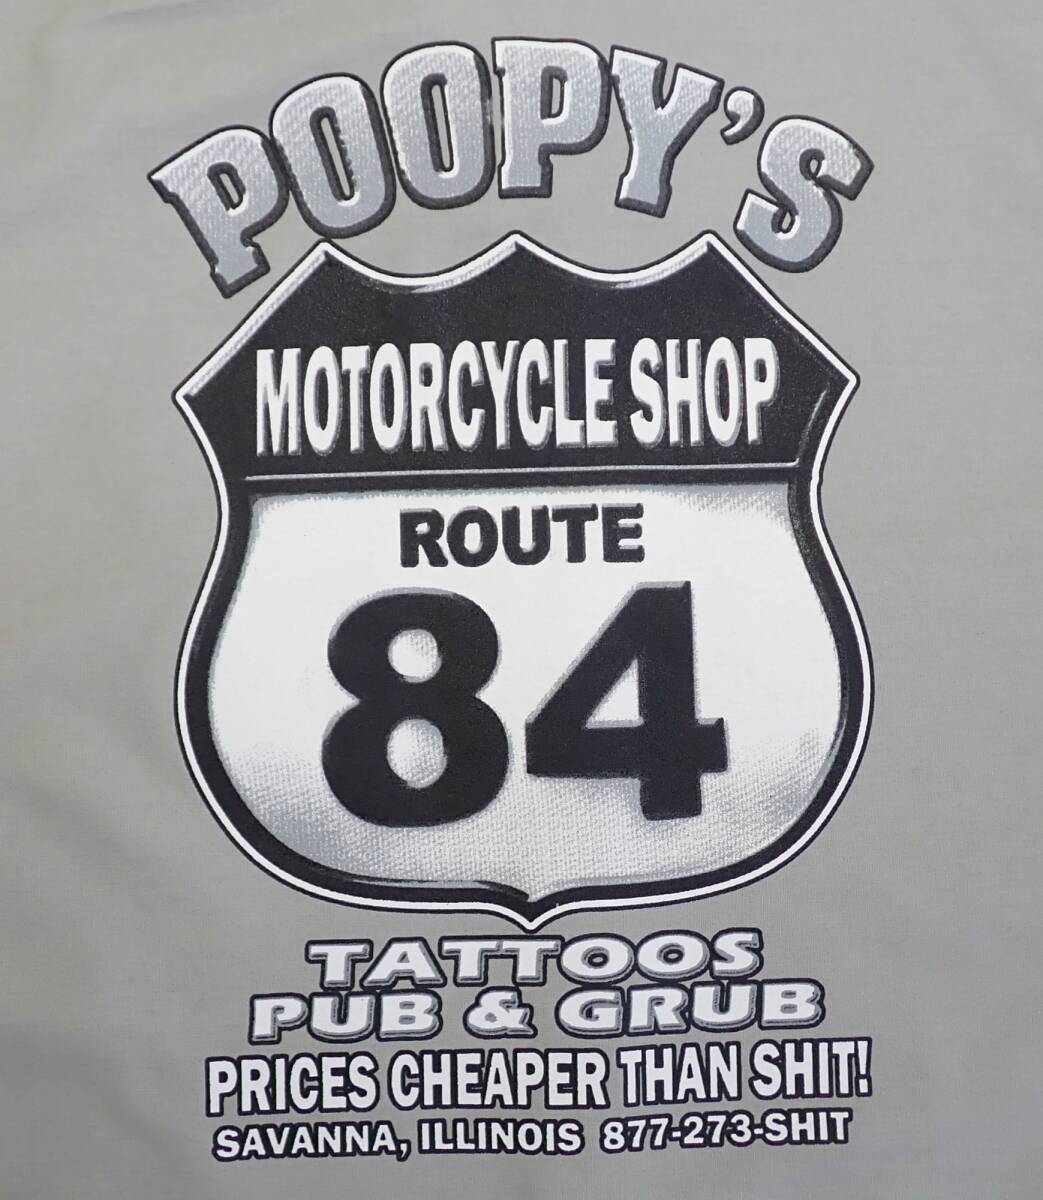 POOPY'S
MOTORCYCLE SHOP
ROUTE
84
TATTOOS
PUB & GRUB
PRICES CHEAPER THAN SHIT!
SAVANNA, ILLINOIS 877-273-SHIT